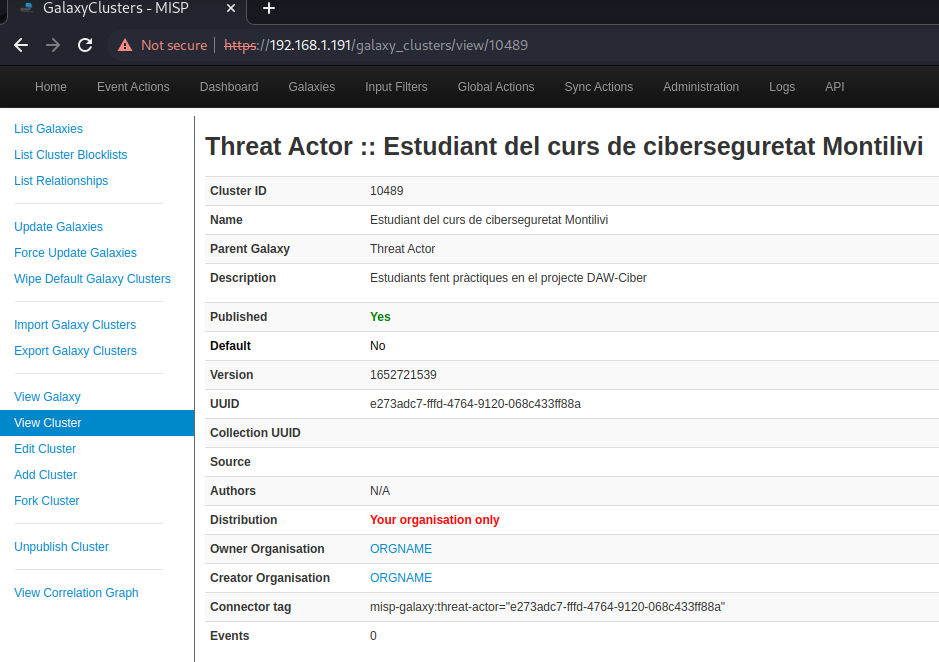 GalaxyClusters - MISP
Not secure https://192.168.1.191/galaxy_clusters/view/10489
Home Event Actions Dashboard Galaxies Input Filters Global Actions Sync Actions Administration Logs API
List Galaxies
List Cluster Blocklists
List Relationships
Update Galaxies
Force Update Galaxies
Wipe Default Galaxy Clusters
Import Galaxy Clusters
Export Galaxy Clusters
View Galaxy
View Cluster
Edit Cluster
Add Cluster
Fork Cluster
Unpublish Cluster
View Correlation Graph
Threat Actor :: Estudiant del curs de ciberseguretat Montilivi
Cluster ID 10489
Name Estudiant del curs de ciberseguretat Montilivi
Parent Galaxy Threat Actor
Description Estudiants fent pràctiques en el projecte DAW-Ciber
Published Yes
Default No
Version 1652721539
UUID e273adc7-fffd-4764-9120-068c433ff88a
Collection UUID
Source
Authors N/A
Distribution Your organisation only
Owner Organisation ORGNAME
Creator Organisation ORGNAME
Connector tag misp-galaxy:threat-actor="e273adc7-fffd-4764-9120-068c433ff88a"
Events 0